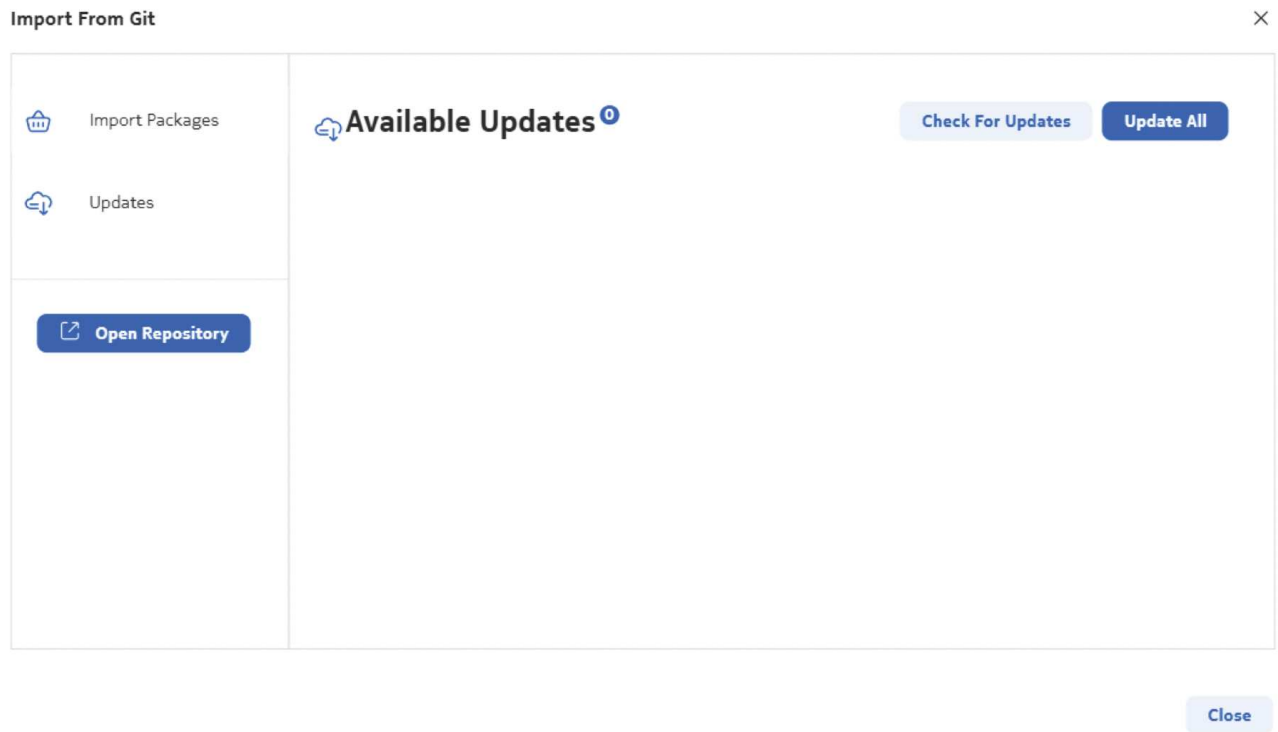 Import From Git
Import Packages
Updates
Open Repository
Available Updates 0
Check For Updates
Update All
Close